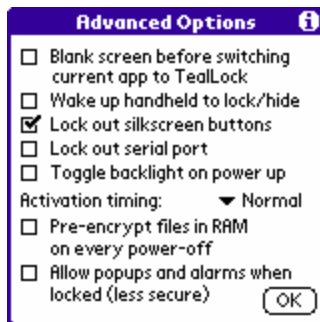 Advanced Options
Blank screen before switching
current app to TealLock
Wake up handheld to lock/hide
Lock out silkscreen buttons
Lock out serial port
Toggle backlight on power up
Activation timing: Normal
Pre-encrypt files in RAM
on every power-off
Allow popups and alarms when
locked (less secure)
OK